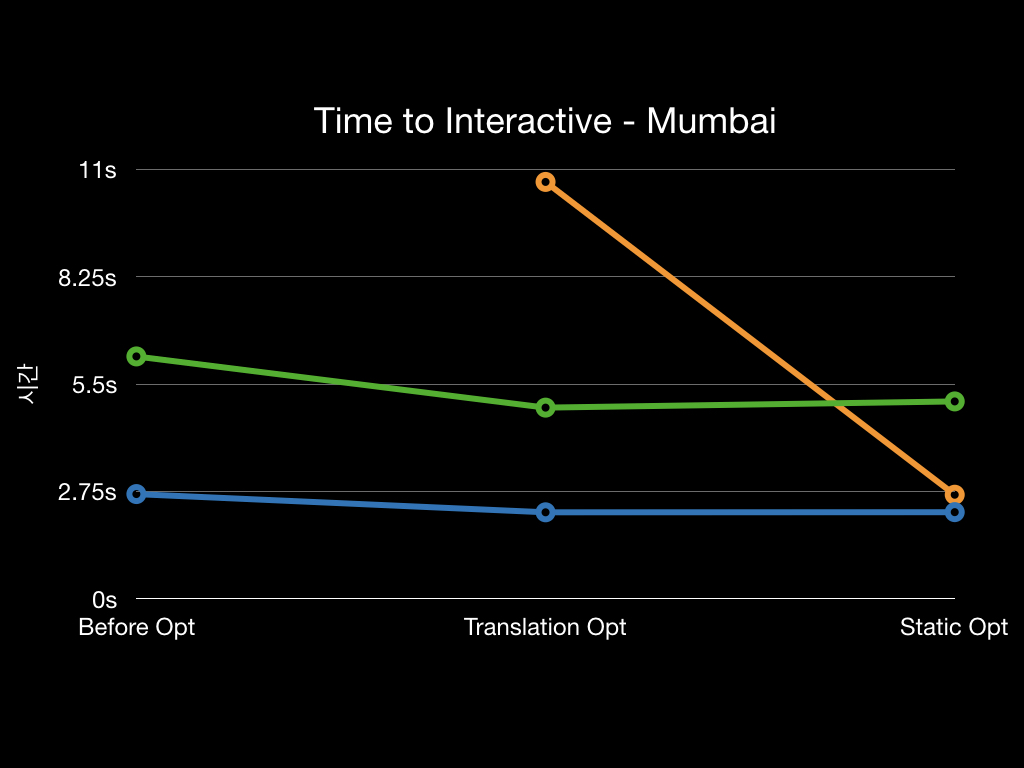 Time to Interactive - Mumbai
11s
8.25s
5.5s
2.75s
0s
시간
Before Opt
Translation Opt
Static Opt